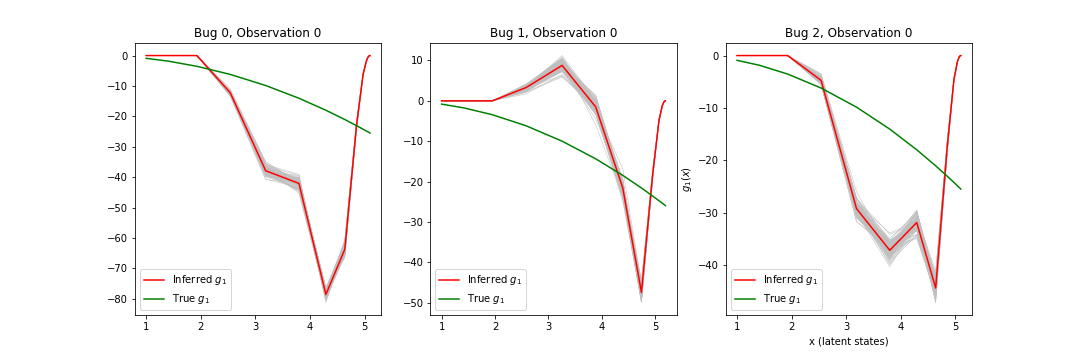 Bug 0, Observation 0
0
−10
−20
−30
−40
−50
−60
−70
−80
1 2 3 4 5
Inferred g₁
True g₁
Bug 1, Observation 0
10
0
−10
−20
−30
−40
−50
1 2 3 4 5
Inferred g₁
True g₁
Bug 2, Observation 0
g₁(x)
0
−10
−20
−30
−40
1 2 3 4 5
x (latent states)
Inferred g₁
True g₁